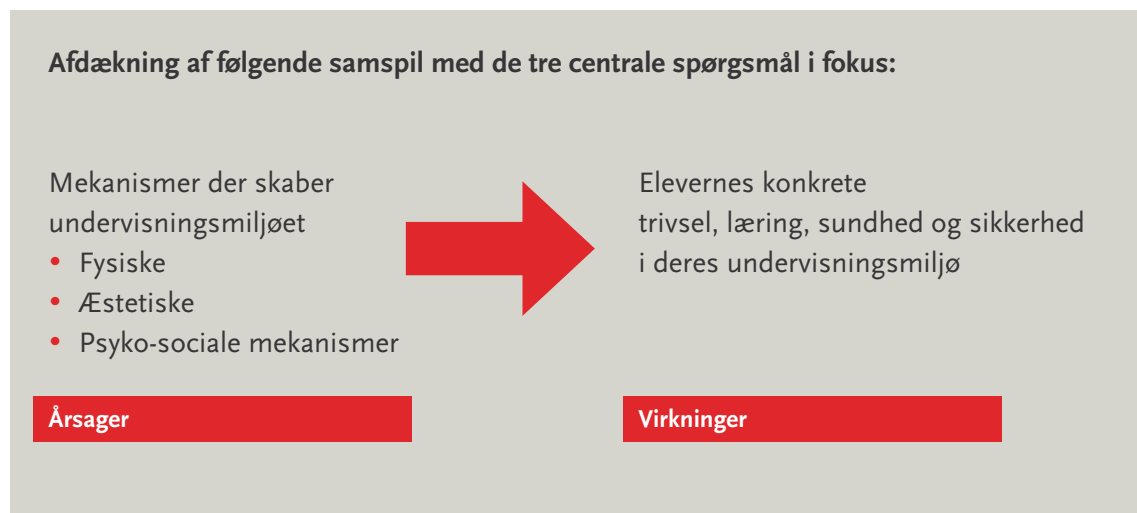 Afdækning af følgende samspil med de tre centrale spørgsmål i fokus:
Mekanismer der skaber
undervisningsmiljøet
• Fysiske
• Æstetiske
• Psyko-sociale mekanismer
Årsager
Elevernes konkrete
trivsel, læring, sundhed og sikkerhed
i deres undervisningsmiljø
Virkninger